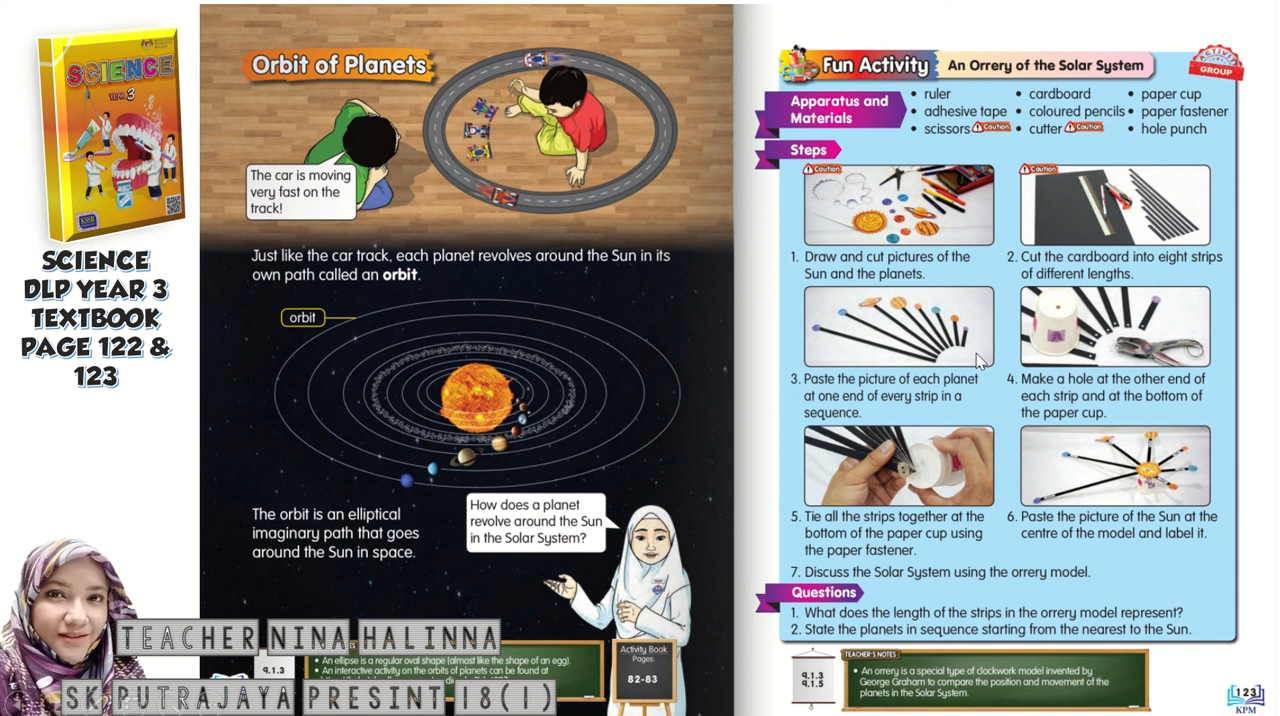 SCIENCE
YEAR 3
KSSR
SCIENCE
DLP YEAR 3
TEXTBOOK
PAGE 122 &
123
Orbit of Planets
The car is moving
very fast on the
track!
Just like the car track, each planet revolves around the Sun in its
own path called an orbit.
orbit
The orbit is an elliptical
imaginary path that goes
around the Sun in space.
How does a planet
revolve around the Sun
in the Solar System?
TEACHER NINA HALINNA
SK PUTRAJAYA PRESINT 18(1)
9.1.3
• An ellipse is a regular oval shape (almost like the shape of an egg).
• An interactive activity on the orbits of planets can be found at
Activity Book
Pages:
82-83
Fun Activity
An Orrery of the Solar System
ACTIVITY
GROUP
Apparatus and
Materials
• ruler
• adhesive tape
• scissors Caution
• cardboard
• coloured pencils
• cutter Caution
• paper cup
• paper fastener
• hole punch
Steps
Caution
Caution
1. Draw and cut pictures of the
Sun and the planets.
2. Cut the cardboard into eight strips
of different lengths.
3. Paste the picture of each planet
at one end of every strip in a
sequence.
4. Make a hole at the other end of
each strip and at the bottom of
the paper cup.
5. Tie all the strips together at the
bottom of the paper cup using
the paper fastener.
6. Paste the picture of the Sun at the
centre of the model and label it.
7. Discuss the Solar System using the orrery model.
Questions
1. What does the length of the strips in the orrery model represent?
2. State the planets in sequence starting from the nearest to the Sun.
9.1.3
9.1.5
TEACHER'S NOTES
• An orrery is a special type of clockwork model invented by
George Graham to compare the position and movement of the
planets in the Solar System.
123
KPM